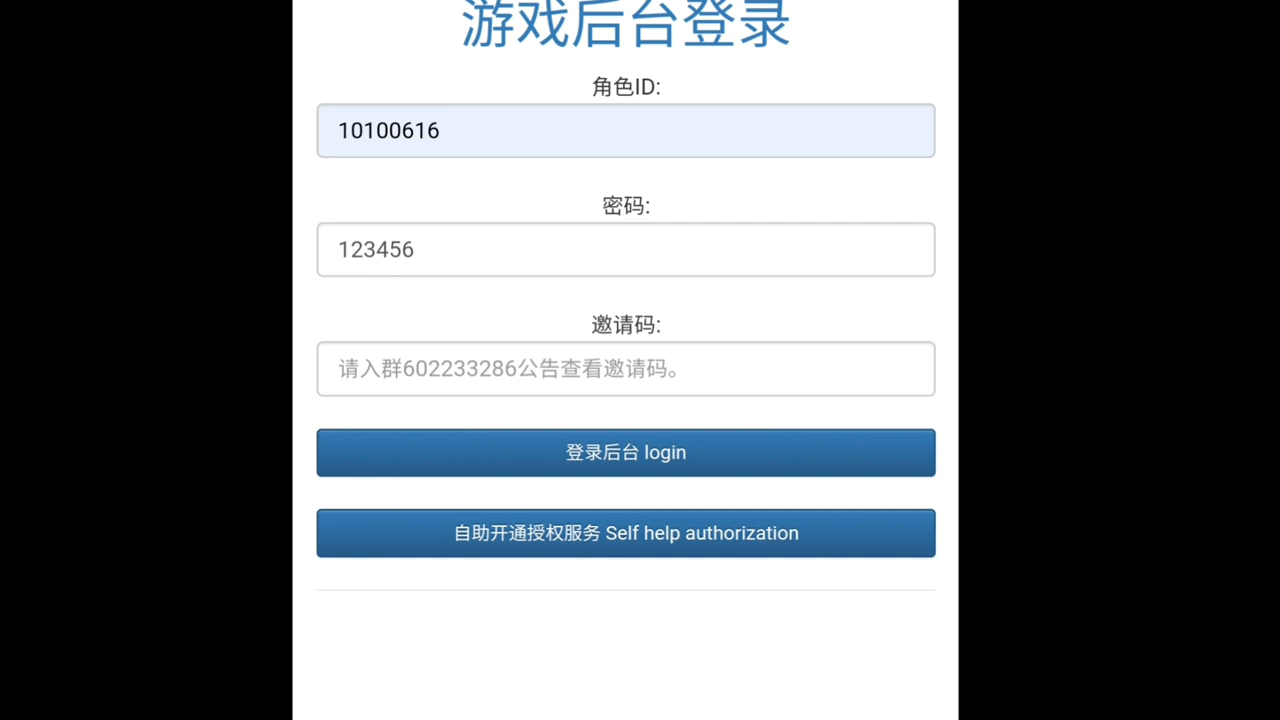 游戏后台登录
角色ID:
10100616
密码:
123456
邀请码:
请入群602233286公告查看邀请码。
登录后台 login
自助开通授权服务 Self help authorization